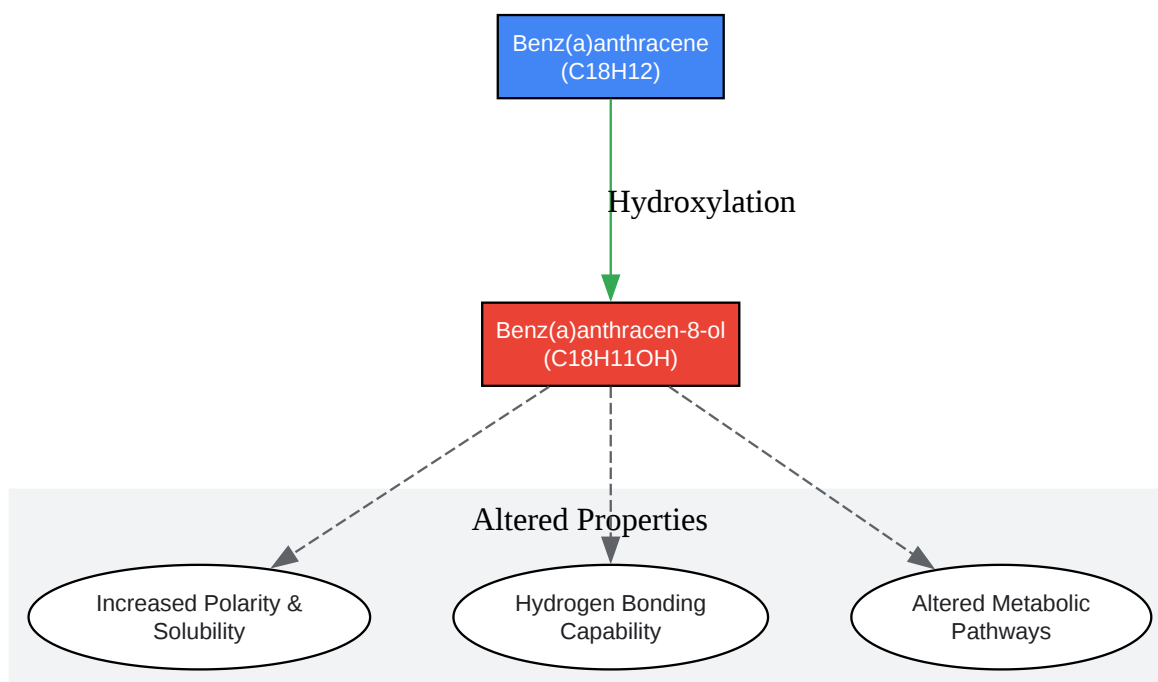 Benz(a)anthracene
(C18H12)
Hydroxylation
Benz(a)anthracen-8-ol
(C18H11OH)
Altered Properties
Increased Polarity &
Solubility
Hydrogen Bonding
Capability
Altered Metabolic
Pathways